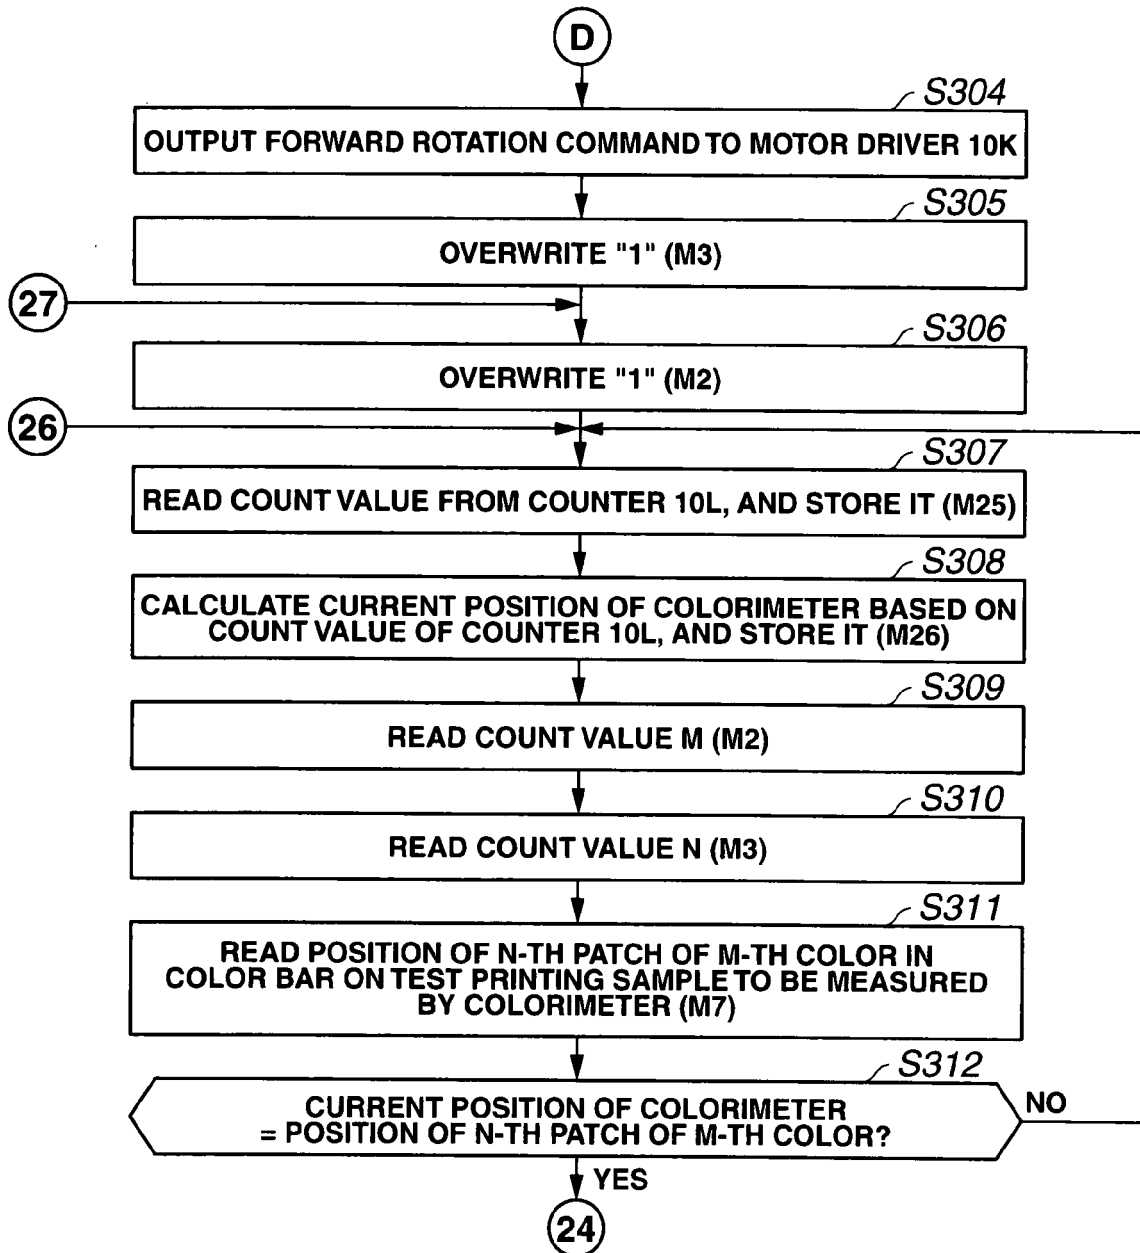 D
S304
OUTPUT FORWARD ROTATION COMMAND TO MOTOR DRIVER 10K
S305
OVERWRITE "1" (M3)
27
S306
OVERWRITE "1" (M2)
26
S307
READ COUNT VALUE FROM COUNTER 10L, AND STORE IT (M25)
S308
CALCULATE CURRENT POSITION OF COLORIMETER BASED ON
COUNT VALUE OF COUNTER 10L, AND STORE IT (M26)
S309
READ COUNT VALUE M (M2)
S310
READ COUNT VALUE N (M3)
S311
READ POSITION OF N-TH PATCH OF M-TH COLOR IN
COLOR BAR ON TEST PRINTING SAMPLE TO BE MEASURED
BY COLORIMETER (M7)
S312
CURRENT POSITION OF COLORIMETER
= POSITION OF N-TH PATCH OF M-TH COLOR?
NO
YES
24